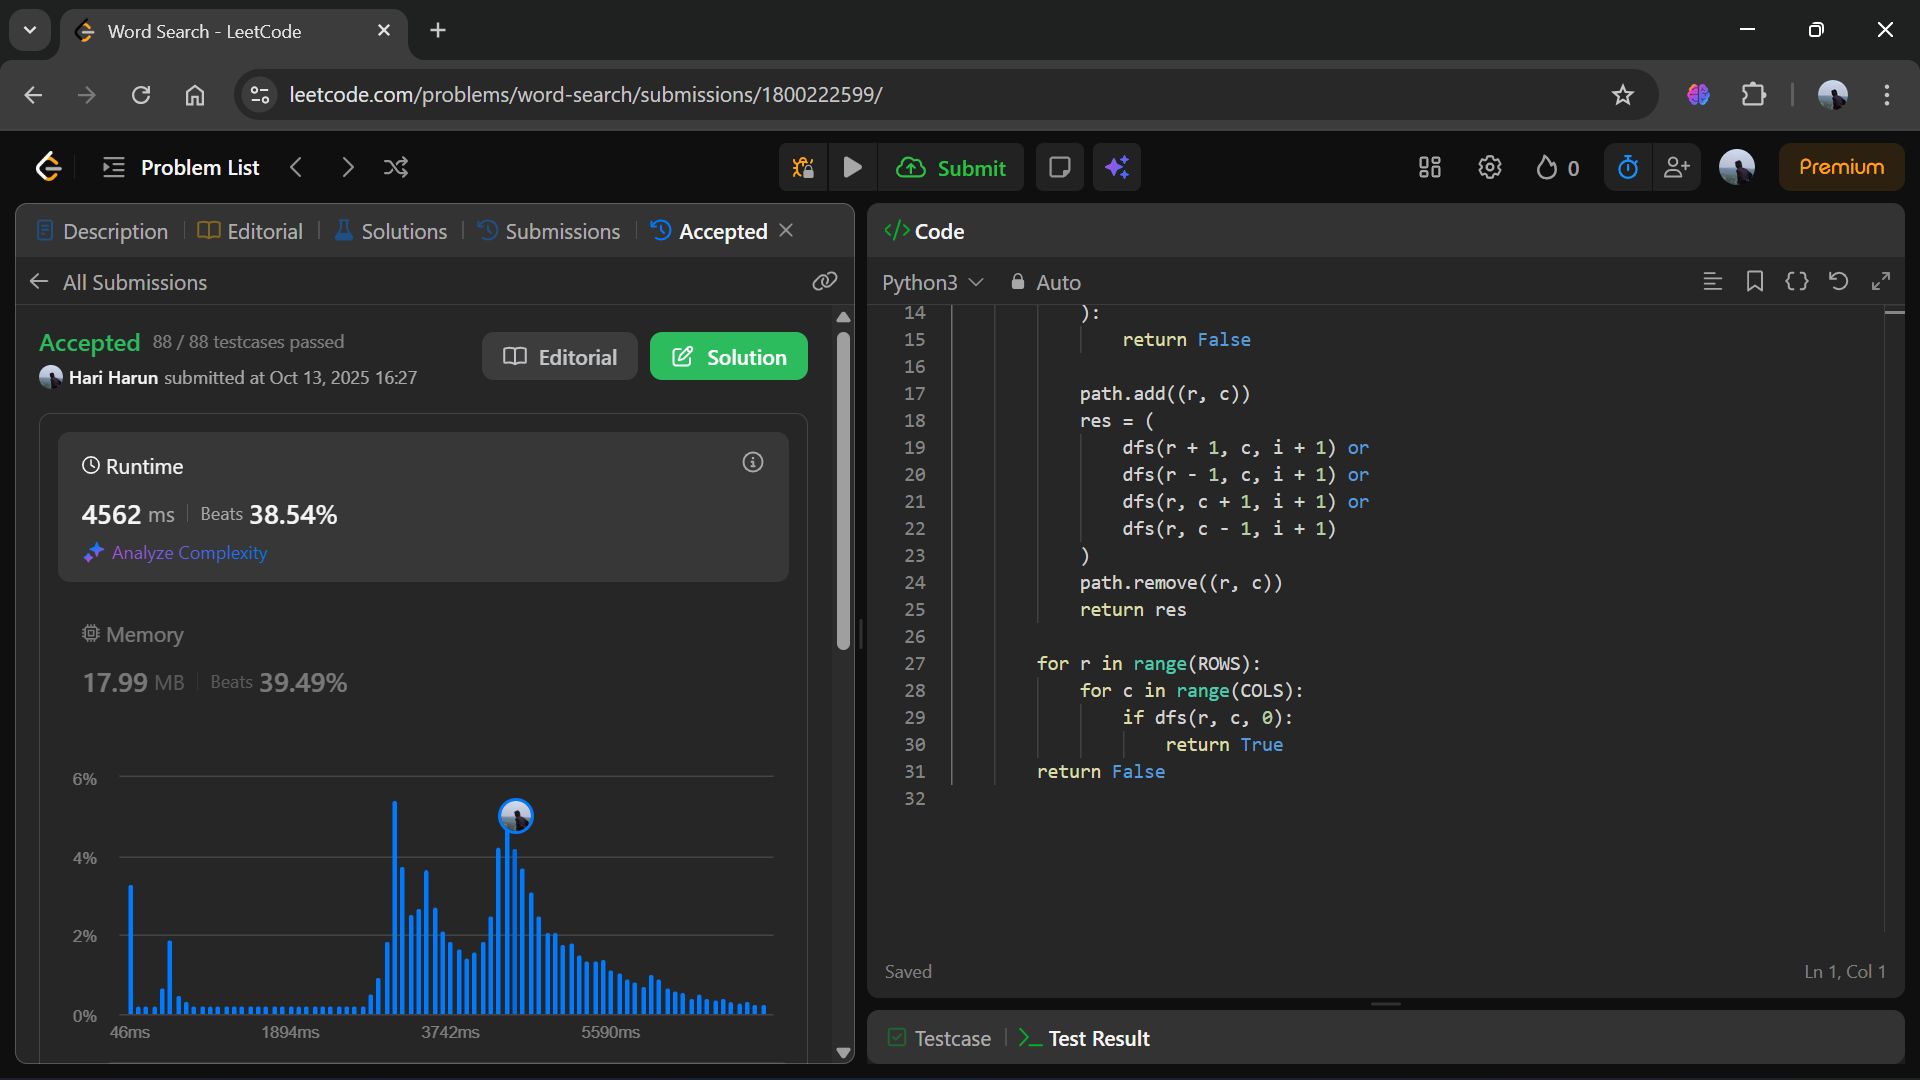 Word Search - LeetCode
leetcode.com/problems/word-search/submissions/1800222599/
Problem List
Submit
0
Premium
Description
Editorial
Solutions
Submissions
Accepted
All Submissions
Accepted 88 / 88 testcases passed
Hari Harun submitted at Oct 13, 2025 16:27
Editorial
Solution
Runtime
4562 ms Beats 38.54%
Analyze Complexity
Memory
17.99 MB Beats 39.49%
6%
4%
2%
0%
46ms 1894ms 3742ms 5590ms
</> Code
Python3 Auto
14 ):
15 return False
16
17 path.add((r, c))
18 res = (
19 dfs(r + 1, c, i + 1) or
20 dfs(r - 1, c, i + 1) or
21 dfs(r, c + 1, i + 1) or
22 dfs(r, c - 1, i + 1)
23 )
24 path.remove((r, c))
25 return res
26
27 for r in range(ROWS):
28 for c in range(COLS):
29 if dfs(r, c, 0):
30 return True
31 return False
32
Saved
Ln 1, Col 1
Testcase
Test Result